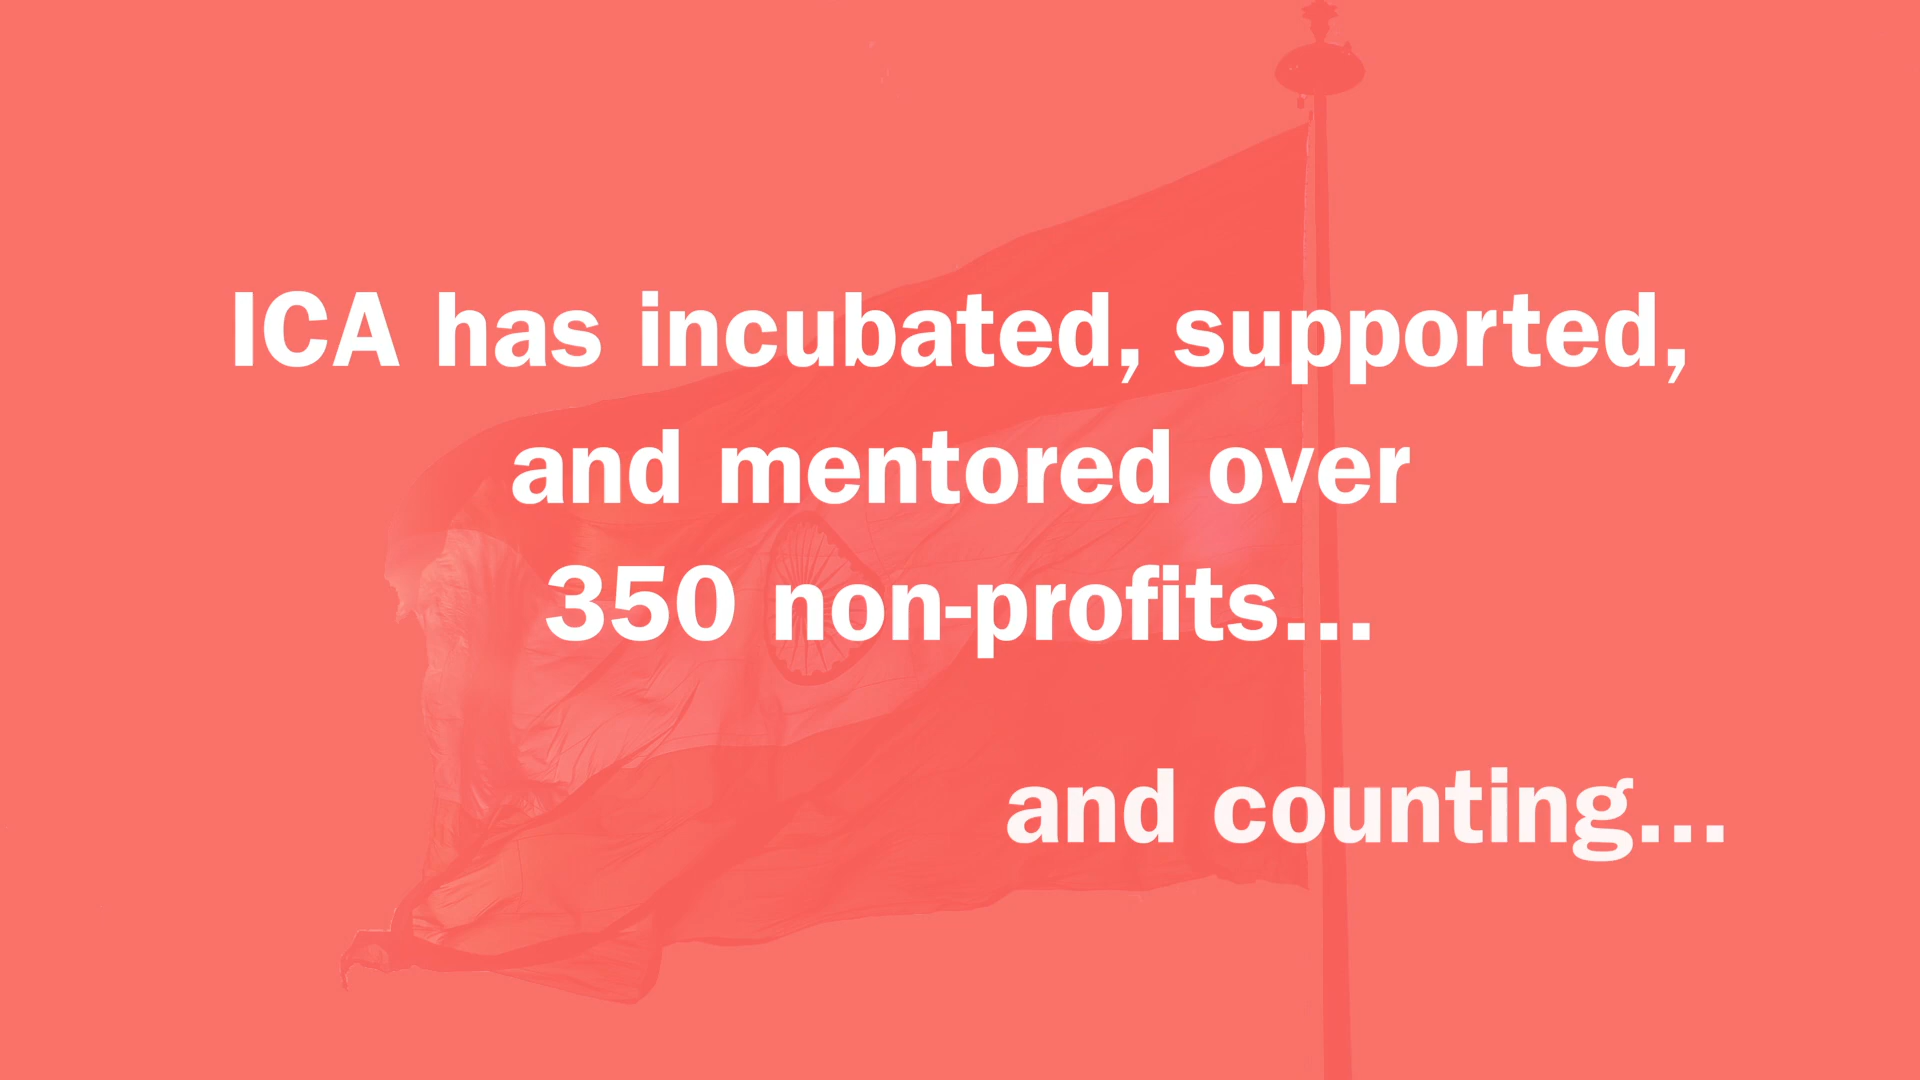 ICA has incubated, supported,
and mentored over
350 non-profits...
and counting...